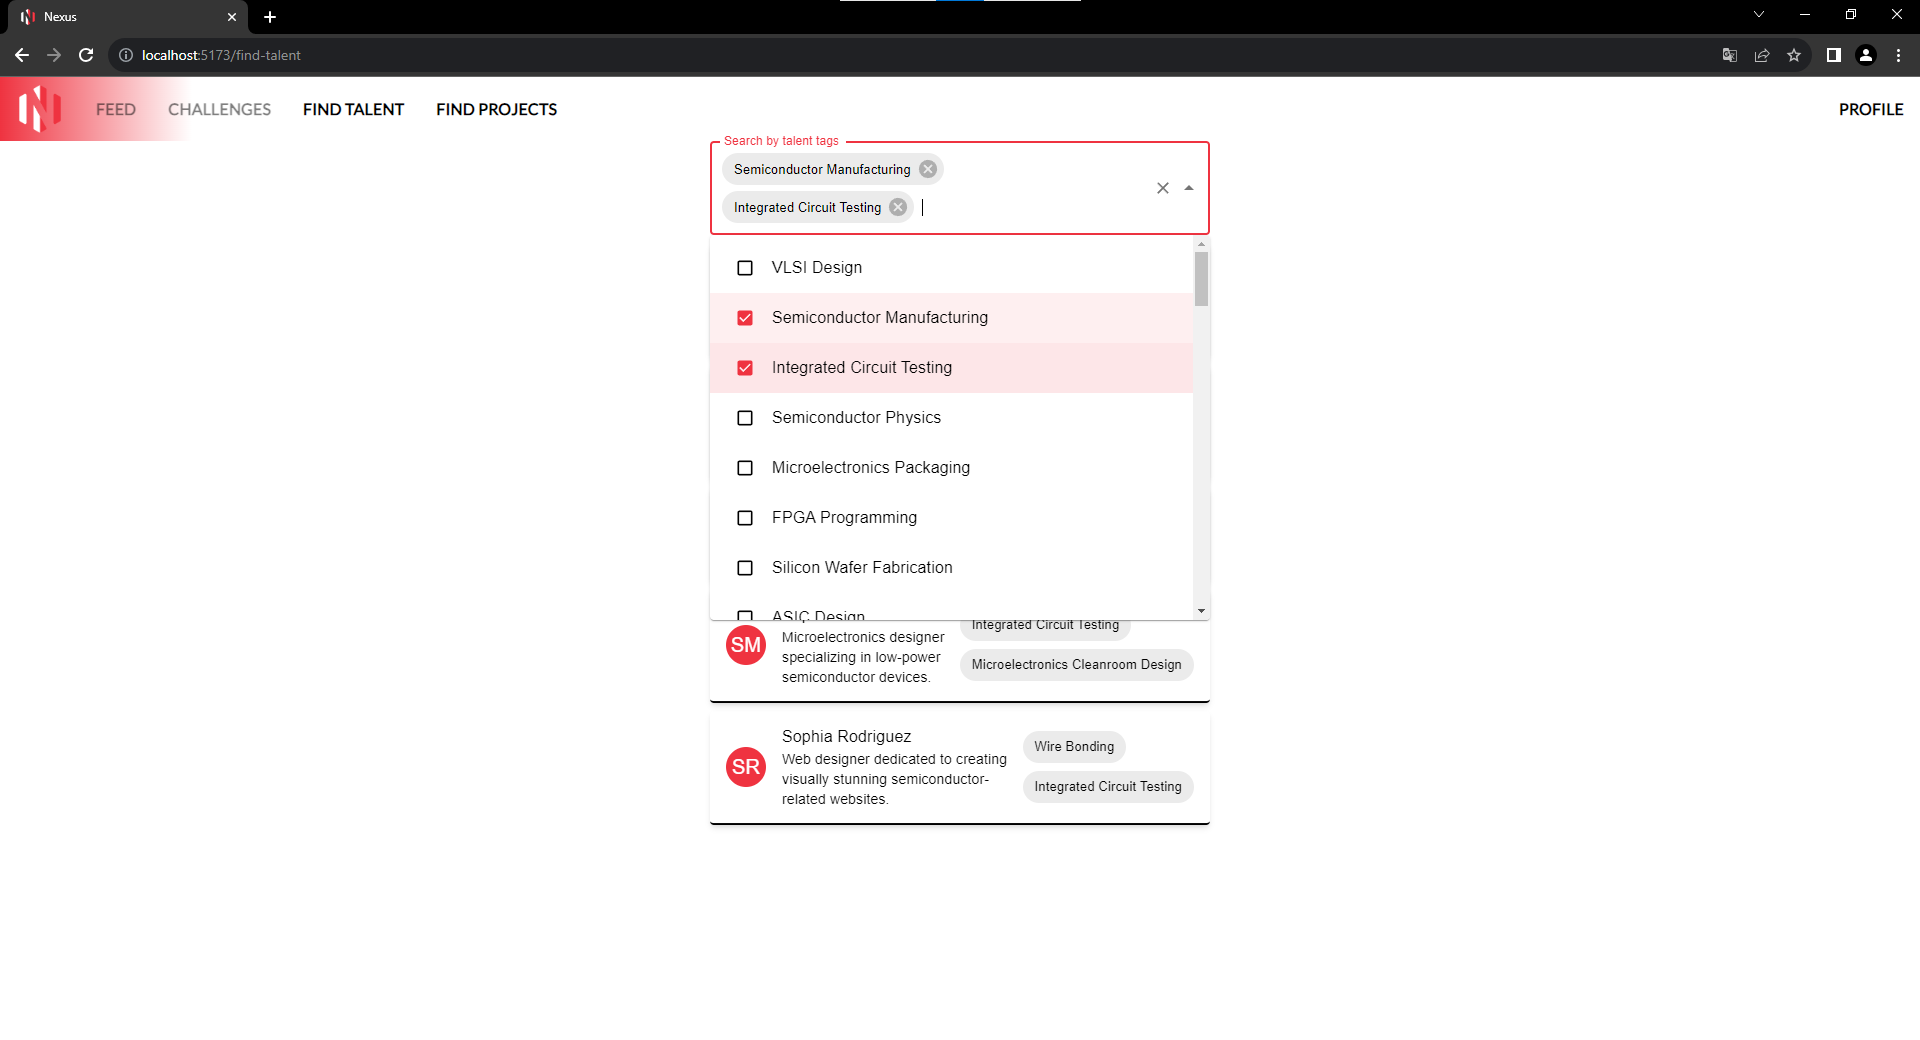 Nexus
localhost:5173/find-talent
FEED CHALLENGES FIND TALENT FIND PROJECTS PROFILE
Search by talent tags
Semiconductor Manufacturing
Integrated Circuit Testing
VLSI Design
Semiconductor Manufacturing
Integrated Circuit Testing
Semiconductor Physics
Microelectronics Packaging
FPGA Programming
Silicon Wafer Fabrication
ASIC Design
SM
Microelectronics designer
specializing in low-power
semiconductor devices.
Integrated Circuit Testing
Microelectronics Cleanroom Design
SR
Sophia Rodriguez
Web designer dedicated to creating
visually stunning semiconductor-
related websites.
Wire Bonding
Integrated Circuit Testing